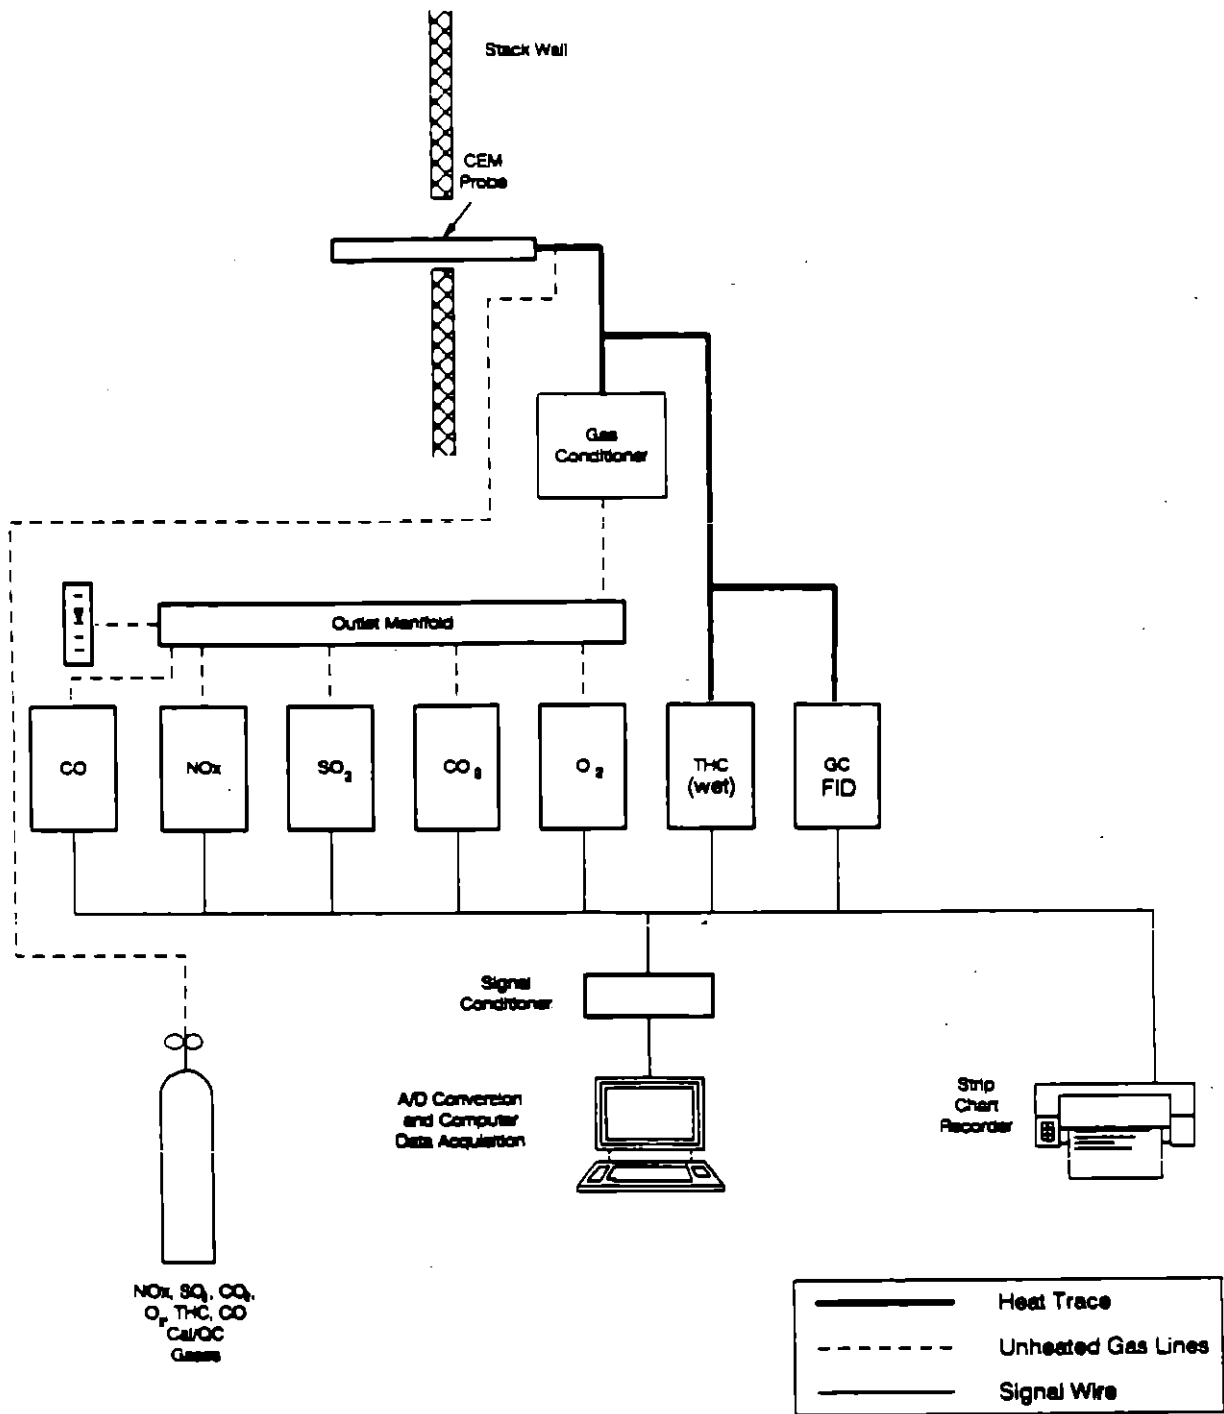 Stack Wall
CEM
Probe
Gas
Conditioner
Outlet Manifold
CO
NOx
SO2
CO2
O2
THC
(wet)
GC
FID
Signal
Conditioner
A/D Conversion
and Computer
Data Acquisition
Strip
Chart
Recorder
NOx, SO2, CO2,
O2, THC, CO
Cal/QC
Gases
Heat Trace
Unheated Gas Lines
Signal Wire